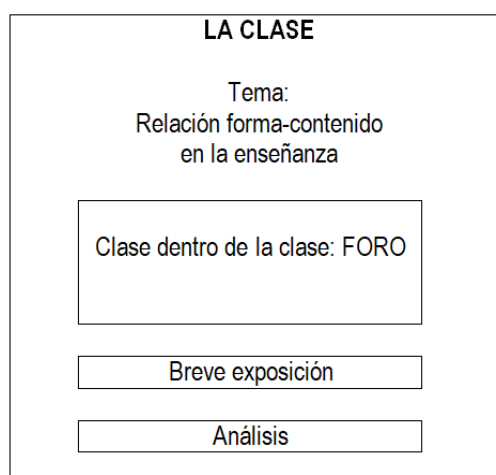 LA CLASE
Tema:
Relación forma-contenido
en la enseñanza
Clase dentro de la clase: FORO
Breve exposición
Análisis